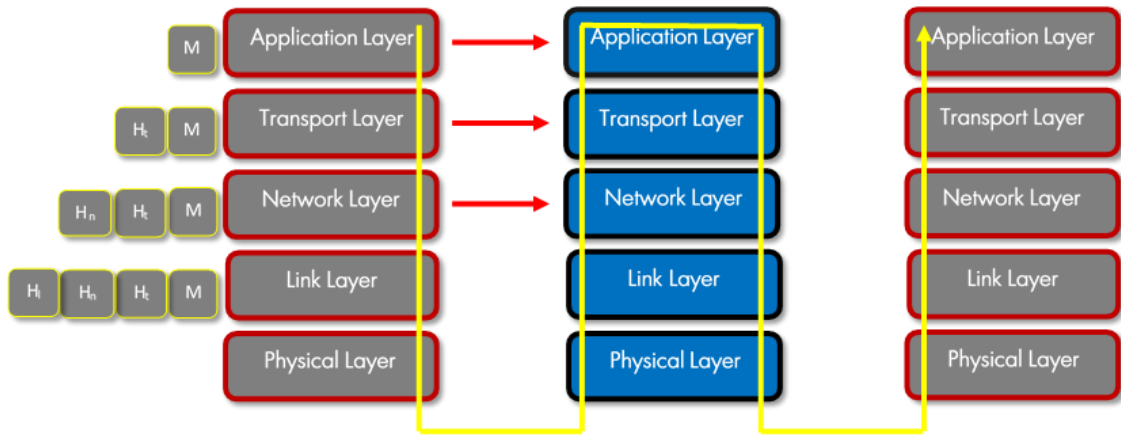 M Application Layer Application Layer Application Layer
Hₜ M Transport Layer Transport Layer Transport Layer
Hₙ Hₜ M Network Layer Network Layer Network Layer
Hₗ Hₙ Hₜ M Link Layer Link Layer Link Layer
Physical Layer Physical Layer Physical Layer